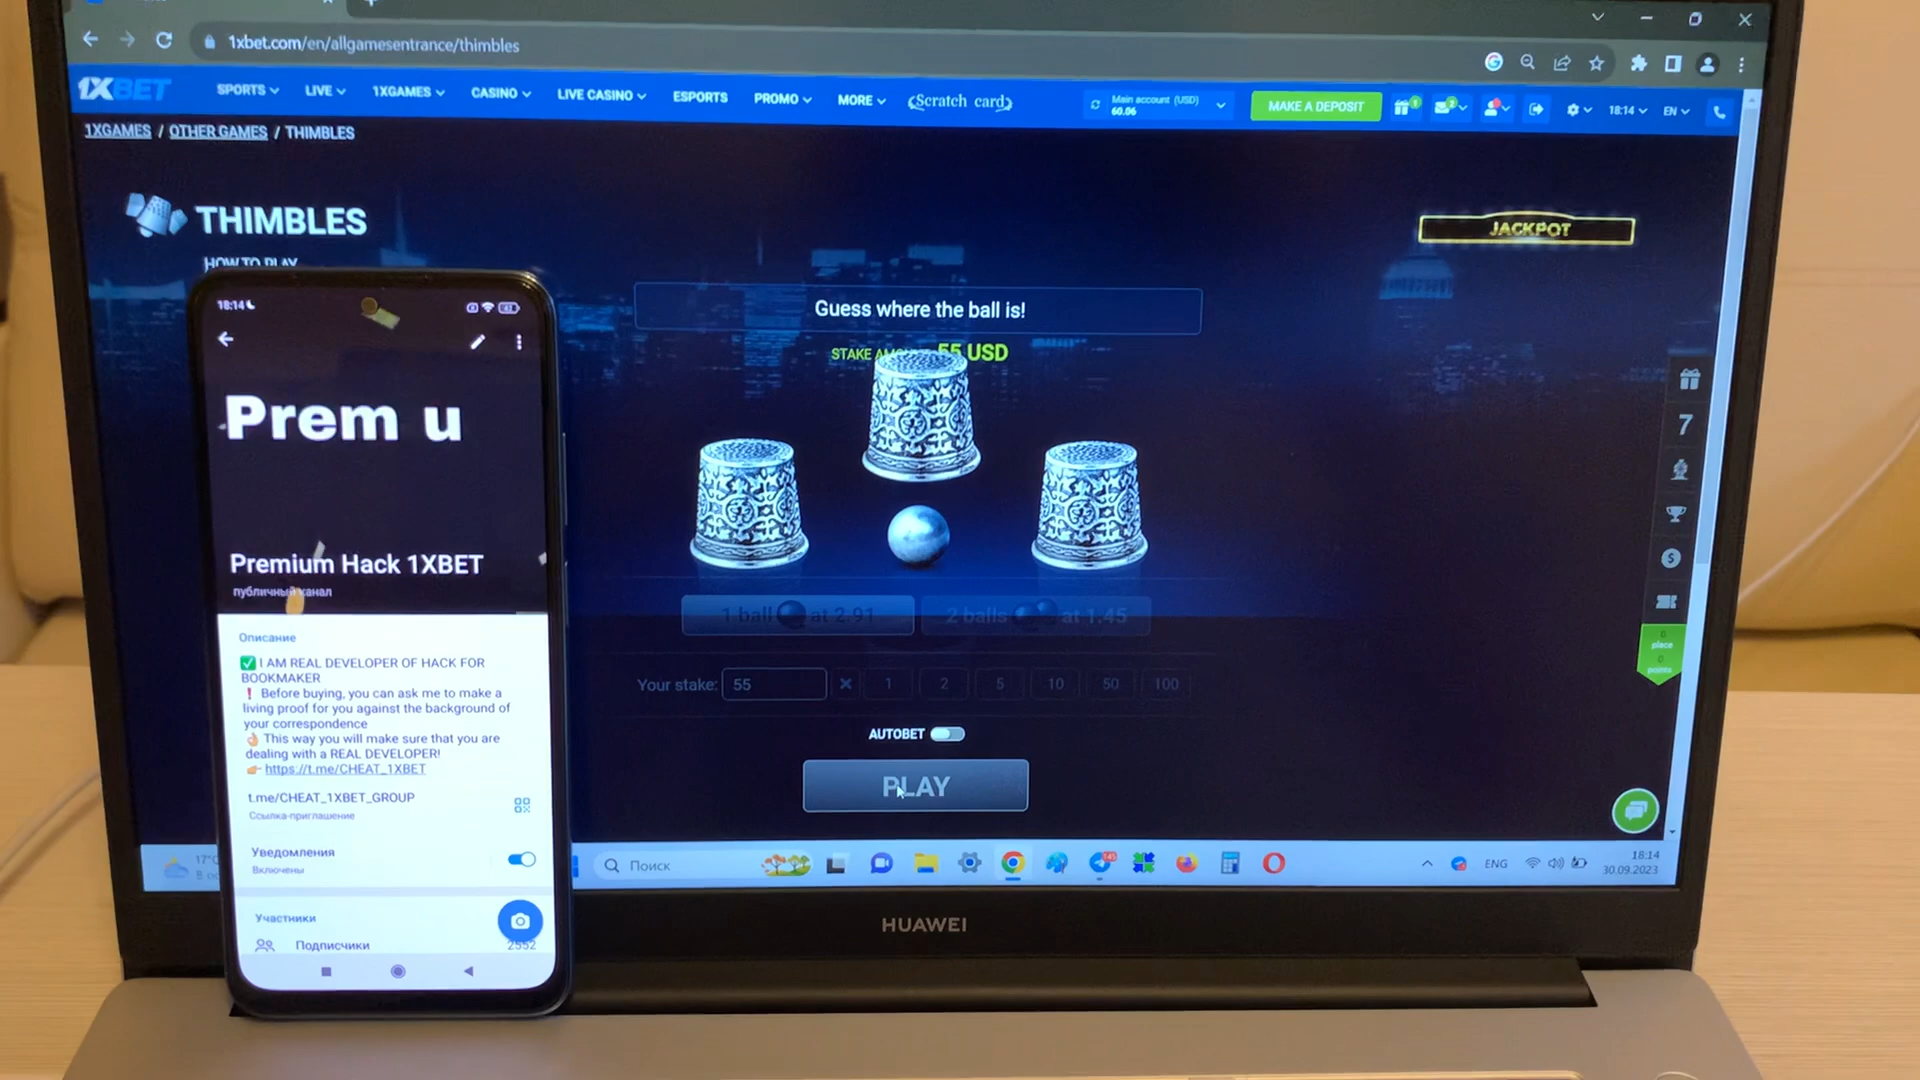 1xbet.com/en/allgamesentrance/thimbles
1XBET
SPORTS
LIVE
1XGAMES
CASINO
LIVE CASINO
ESPORTS
PROMO
MORE
Scratch card
Main account (USD)
60.06
MAKE A DEPOSIT
18:14
EN
1XGAMES / OTHER GAMES / THIMBLES
THIMBLES
HOW TO PLAY
JACKPOT
Guess where the ball is!
STAKE 55 USD
1 ball at 2.91
2 balls at 1.45
Your stake: 55
1 2 5 10 50 100
AUTOBET
PLAY
0
place
0
points
17°C
Поиск
ENG
18:14
30.09.2023
HUAWEI
18:14
Prem u
Premium Hack 1XBET
публичный канал
Описание
✅ I AM REAL DEVELOPER OF HACK FOR
BOOKMAKER
❗ Before buying, you can ask me to make a
living proof for you against the background of
your correspondence
👌 This way you will make sure that you are
dealing with a REAL DEVELOPER!
👉 https://t.me/CHEAT_1XBET
t.me/CHEAT_1XBET_GROUP
Ссылка-приглашение
Уведомления
Включены
Участники
Подписчики 2552